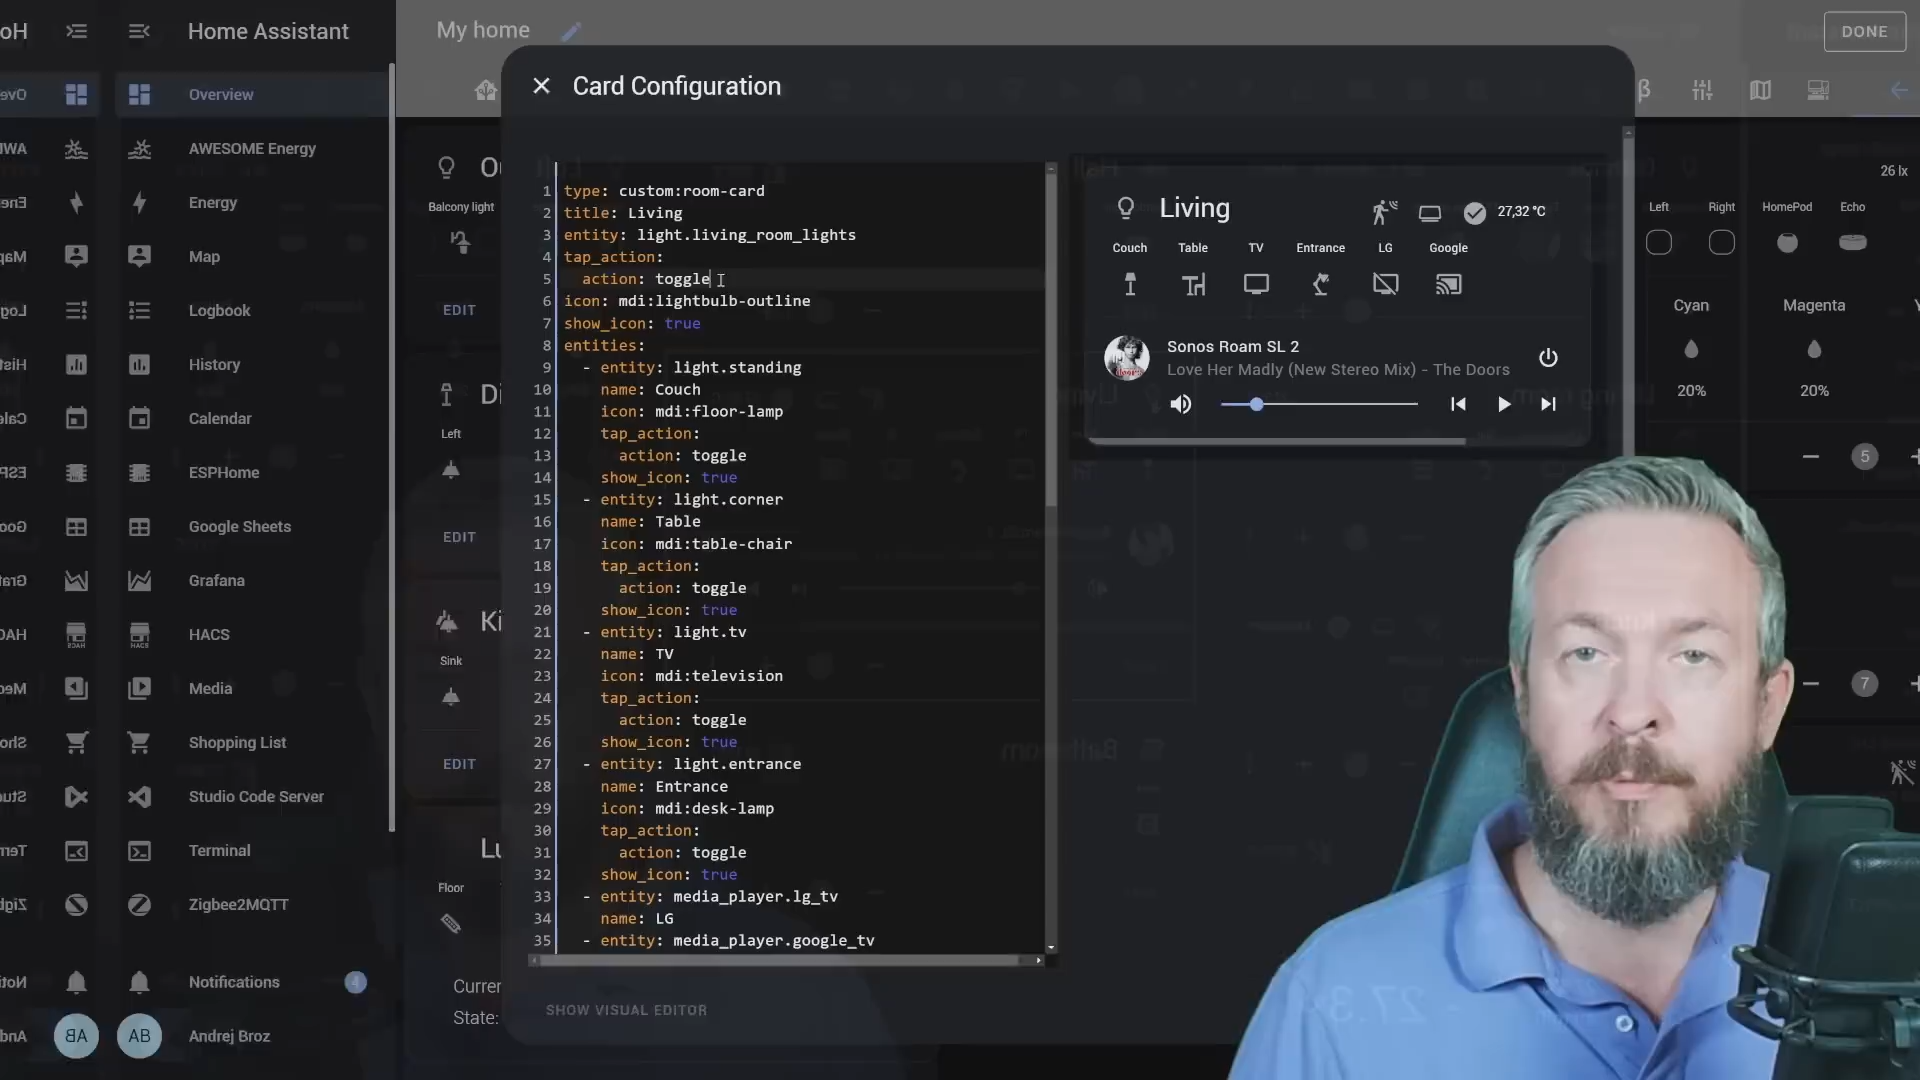 Home Assistant
Overview
AWESOME Energy
Energy
Map
Logbook
History
Calendar
ESPHome
Google Sheets
Grafana
HACS
Media
Shopping List
Studio Code Server
Terminal
Zigbee2MQTT
Notifications
4
AB
Andrej Broz
My home
DONE
Balcony light
EDIT
Left
EDIT
Sink
EDIT
Floor
State:
Card Configuration
1 type: custom:room-card
2 title: Living
3 entity: light.living_room_lights
4 tap_action:
5 action: toggle
6 icon: mdi:lightbulb-outline
7 show_icon: true
8 entities:
9 - entity: light.standing
10 name: Couch
11 icon: mdi:floor-lamp
12 tap_action:
13 action: toggle
14 show_icon: true
15 - entity: light.corner
16 name: Table
17 icon: mdi:table-chair
18 tap_action:
19 action: toggle
20 show_icon: true
21 - entity: light.tv
22 name: TV
23 icon: mdi:television
24 tap_action:
25 action: toggle
26 show_icon: true
27 - entity: light.entrance
28 name: Entrance
29 icon: mdi:desk-lamp
30 tap_action:
31 action: toggle
32 show_icon: true
33 - entity: media_player.lg_tv
34 name: LG
35 - entity: media_player.google_tv
SHOW VISUAL EDITOR
Living
27,32 °C
Couch Table TV Entrance LG Google
Sonos Roam SL 2
Love Her Madly (New Stereo Mix) - The Doors
26 lx
Left Right HomePod Echo
Cyan Magenta
20% 20%
5
7